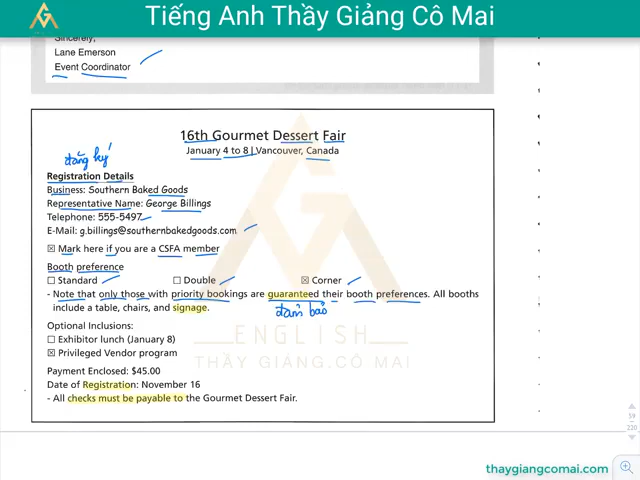 Tiếng Anh Thầy Giảng Cô Mai
Sincerely,
Lane Emerson
Event Coordinator
16th Gourmet Dessert Fair
January 4 to 8 | Vancouver, Canada
đăng ký
Registration Details
Business: Southern Baked Goods
Representative Name: George Billings
Telephone: 555-5497
E-Mail: g.billings@southernbakedgoods.com
☒ Mark here if you are a CSFA member
Booth preference
☐ Standard ☐ Double ☒ Corner
- Note that only those with priority bookings are guaranteed their booth preferences. All booths
include a table, chairs, and signage.
đảm bảo
ENGLISH
THẦY GIẢNG.CÔ MAI
Optional Inclusions:
☐ Exhibitor lunch (January 8)
☒ Privileged Vendor program
Payment Enclosed: $45.00
Date of Registration: November 16
- All checks must be payable to the Gourmet Dessert Fair.
59
220
thaygiangcomai.com